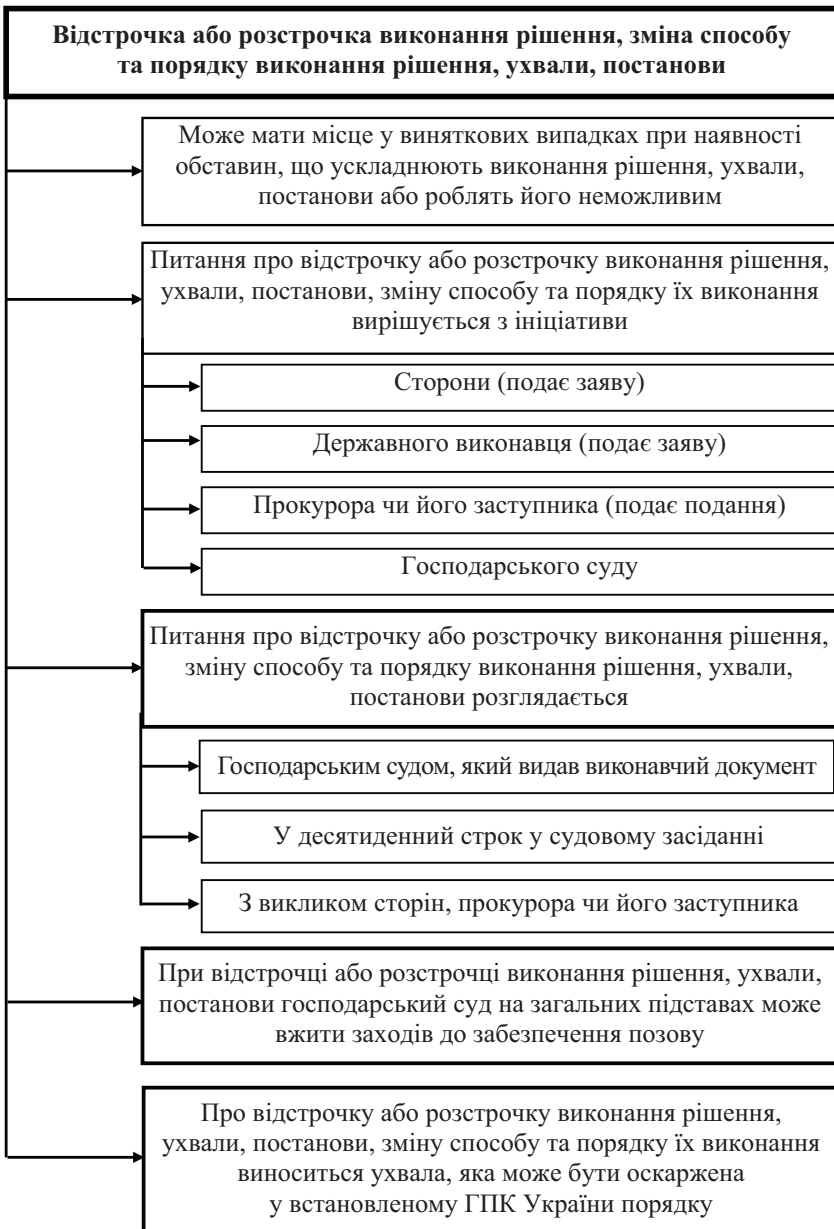 Відстрочка або розстрочка виконання рішення, зміна способу
та порядку виконання рішення, ухвали, постанови
Може мати місце у виняткових випадках при наявності
обставин, що ускладнюють виконання рішення, ухвали,
постанови або роблять його неможливим
Питання про відстрочку або розстрочку виконання рішення,
ухвали, постанови, зміну способу та порядку їх виконання
вирішується з ініціативи
Сторони (подає заяву)
Державного виконавця (подає заяву)
Прокурора чи його заступника (подає подання)
Господарського суду
Питання про відстрочку або розстрочку виконання рішення,
зміну способу та порядку виконання рішення, ухвали,
постанови розглядається
Господарським судом, який видав виконавчий документ
У десятиденний строк у судовому засіданні
З викликом сторін, прокурора чи його заступника
При відстрочці або розстрочці виконання рішення, ухвали,
постанови господарський суд на загальних підставах може
вжити заходів до забезпечення позову
Про відстрочку або розстрочку виконання рішення,
ухвали, постанови, зміну способу та порядку їх виконання
виноситься ухвала, яка може бути оскаржена
у встановленому ГПК України порядку